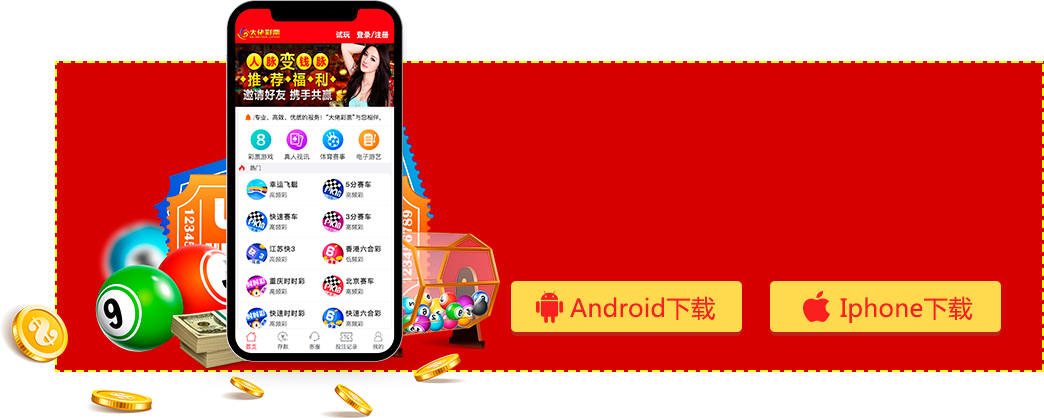 大佬彩票
试玩 登录/注册
人脉变钱脉
推荐福利
邀请好友 携手共赢
专业、高效、优质的服务! "大佬彩票"与您相伴。
8
彩票游戏 真人视讯 体育赛事 电子游艺
热门
幸运飞艇 5分赛车
高频彩 高频彩
快速赛车 3分赛车
高频彩 高频彩
江苏快3 香港六合彩
高频彩 低频彩
重庆时时彩 北京赛车
高频彩 高频彩
快速时时彩 快速六合彩
首页 存款 客服 投注记录 我的
9
Android下载
Iphone下载